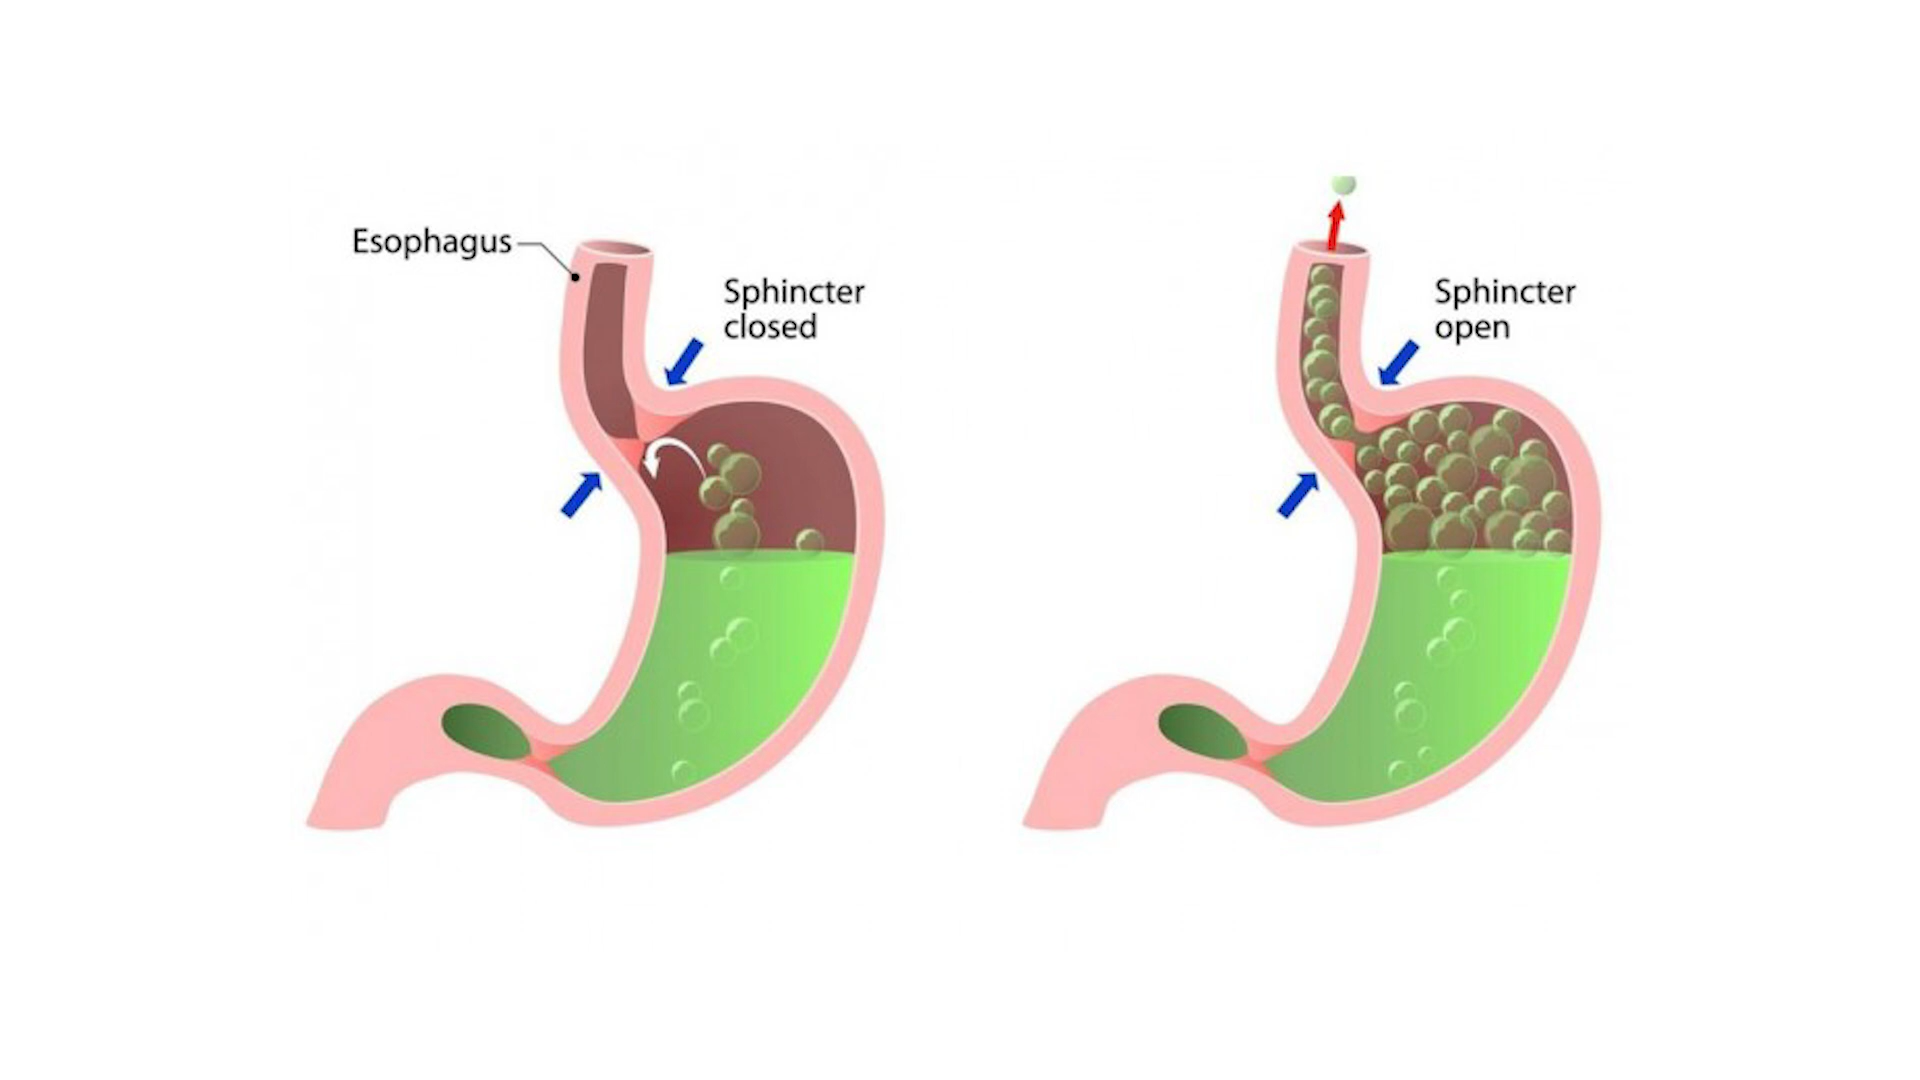 Esophagus
Sphincter
closed
Sphincter
open